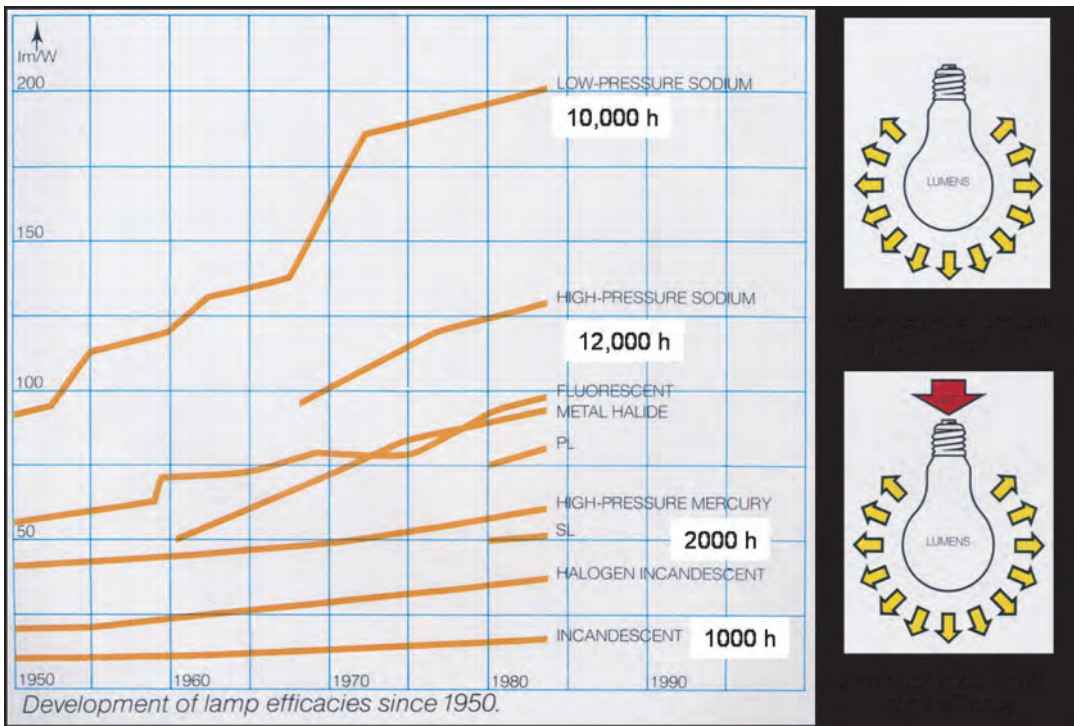 lm/W
200
150
100
50
LOW-PRESSURE SODIUM
10,000 h
HIGH-PRESSURE SODIUM
12,000 h
FLUORESCENT
METAL HALIDE
PL
HIGH-PRESSURE MERCURY
2000 h
SL
HALOGEN INCANDESCENT
INCANDESCENT 1000 h
1950 1960 1970 1980 1990
Development of lamp efficacies since 1950.
LUMENS
LUMENS